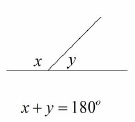 x y
x + y = 180°